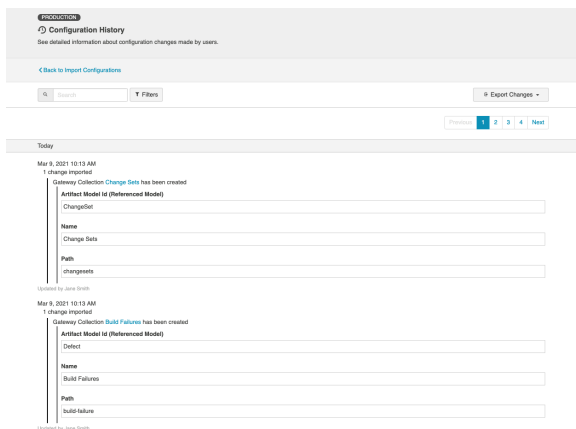 PRODUCTION
Configuration History
See detailed information about configuration changes made by users.
Back to Import Configurations
Search
Filters
Export Changes
Previous 1 2 3 4 Next
Today
Mar 9, 2021 10:13 AM
1 change imported
Gateway Collection Change Sets has been created
Artifact Model Id (Referenced Model)
ChangeSet
Name
Change Sets
Path
changesets
Updated by Jane Smith
Mar 9, 2021 10:13 AM
1 change imported
Gateway Collection Build Failures has been created
Artifact Model Id (Referenced Model)
Defect
Name
Build Failures
Path
build-failure
Updated by Jane Smith